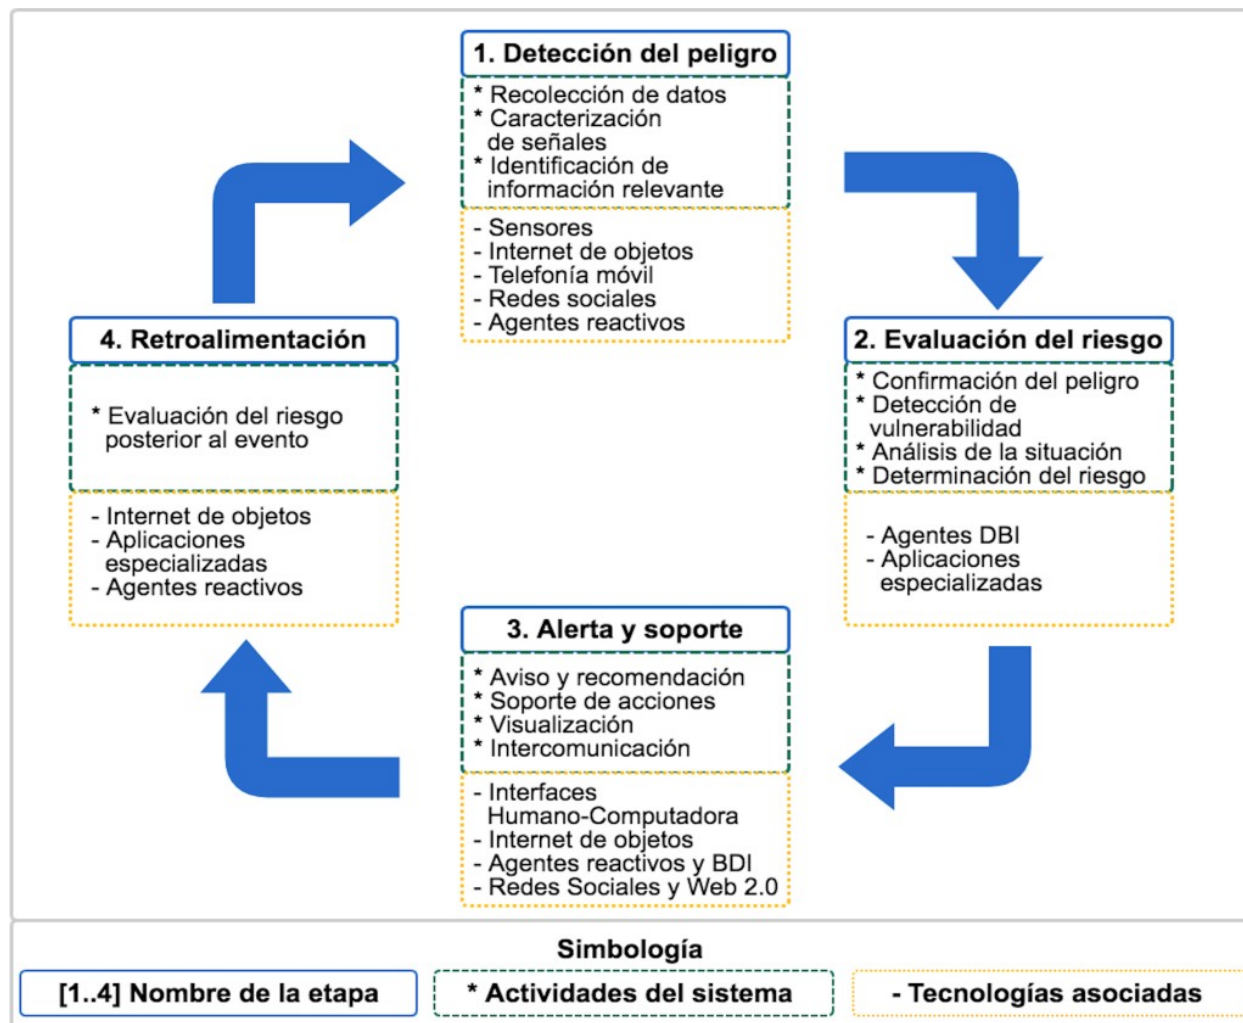 1. Detección del peligro
* Recolección de datos
* Caracterización
de señales
* Identificación de
información relevante
- Sensores
- Internet de objetos
- Telefonía móvil
- Redes sociales
- Agentes reactivos
2. Evaluación del riesgo
* Confirmación del peligro
* Detección de
vulnerabilidad
* Análisis de la situación
* Determinación del riesgo
- Agentes DBI
- Aplicaciones
especializadas
3. Alerta y soporte
* Aviso y recomendación
* Soporte de acciones
* Visualización
* Intercomunicación
- Interfaces
Humano-Computadora
- Internet de objetos
- Agentes reactivos y BDI
- Redes Sociales y Web 2.0
4. Retroalimentación
* Evaluación del riesgo
posterior al evento
- Internet de objetos
- Aplicaciones
especializadas
- Agentes reactivos
Simbología
[1..4] Nombre de la etapa
* Actividades del sistema
- Tecnologías asociadas